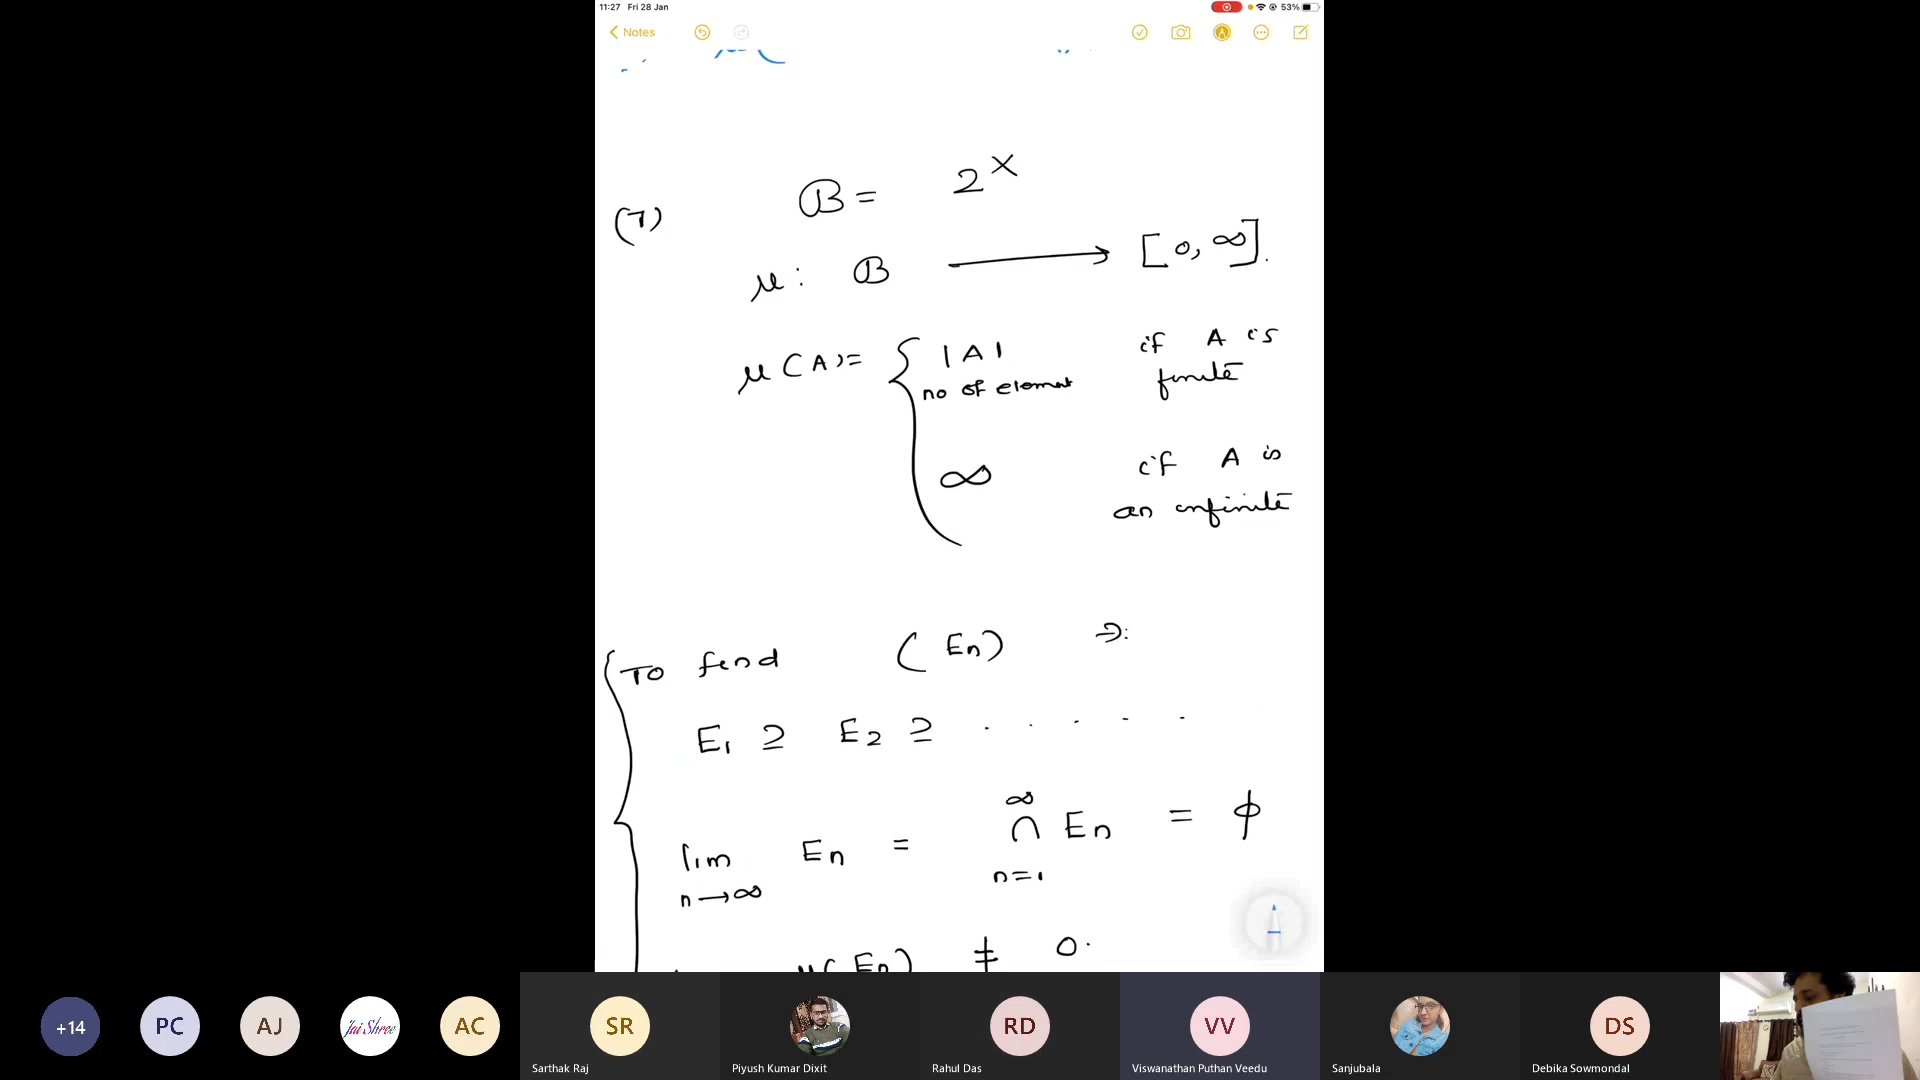 11:27 Fri 28 Jan
53%
Notes
(7) ℬ = 2^X
μ: ℬ ⟶ [0, ∞].
μ(A) = { |A| if A is
no of element finite
∞ if A is
an infinite
To find (En) ∋:
E1 ⊇ E2 ⊇ . . . . .
lim n→∞ En = ∞ ∩ n=1 En = ϕ
μ(En) ≠ 0.
+14
PC
AJ
Jai Shree
AC
SR
RD
VV
DS
Sarthak Raj
Piyush Kumar Dixit
Rahul Das
Viswanathan Puthan Veedu
Sanjubala
Debika Sowmondal